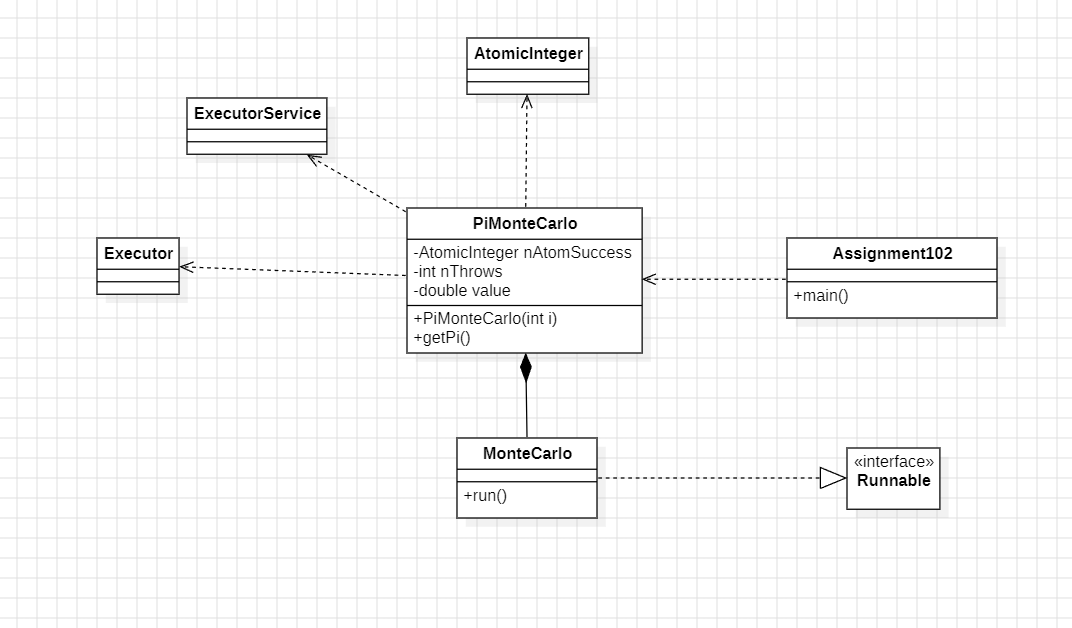 AtomicInteger
ExecutorService
PiMonteCarlo
-AtomicInteger nAtomSuccess
-int nThrows
-double value
+PiMonteCarlo(int i)
+getPi()
Executor
Assignment102
+main()
MonteCarlo
+run()
«interface»
Runnable